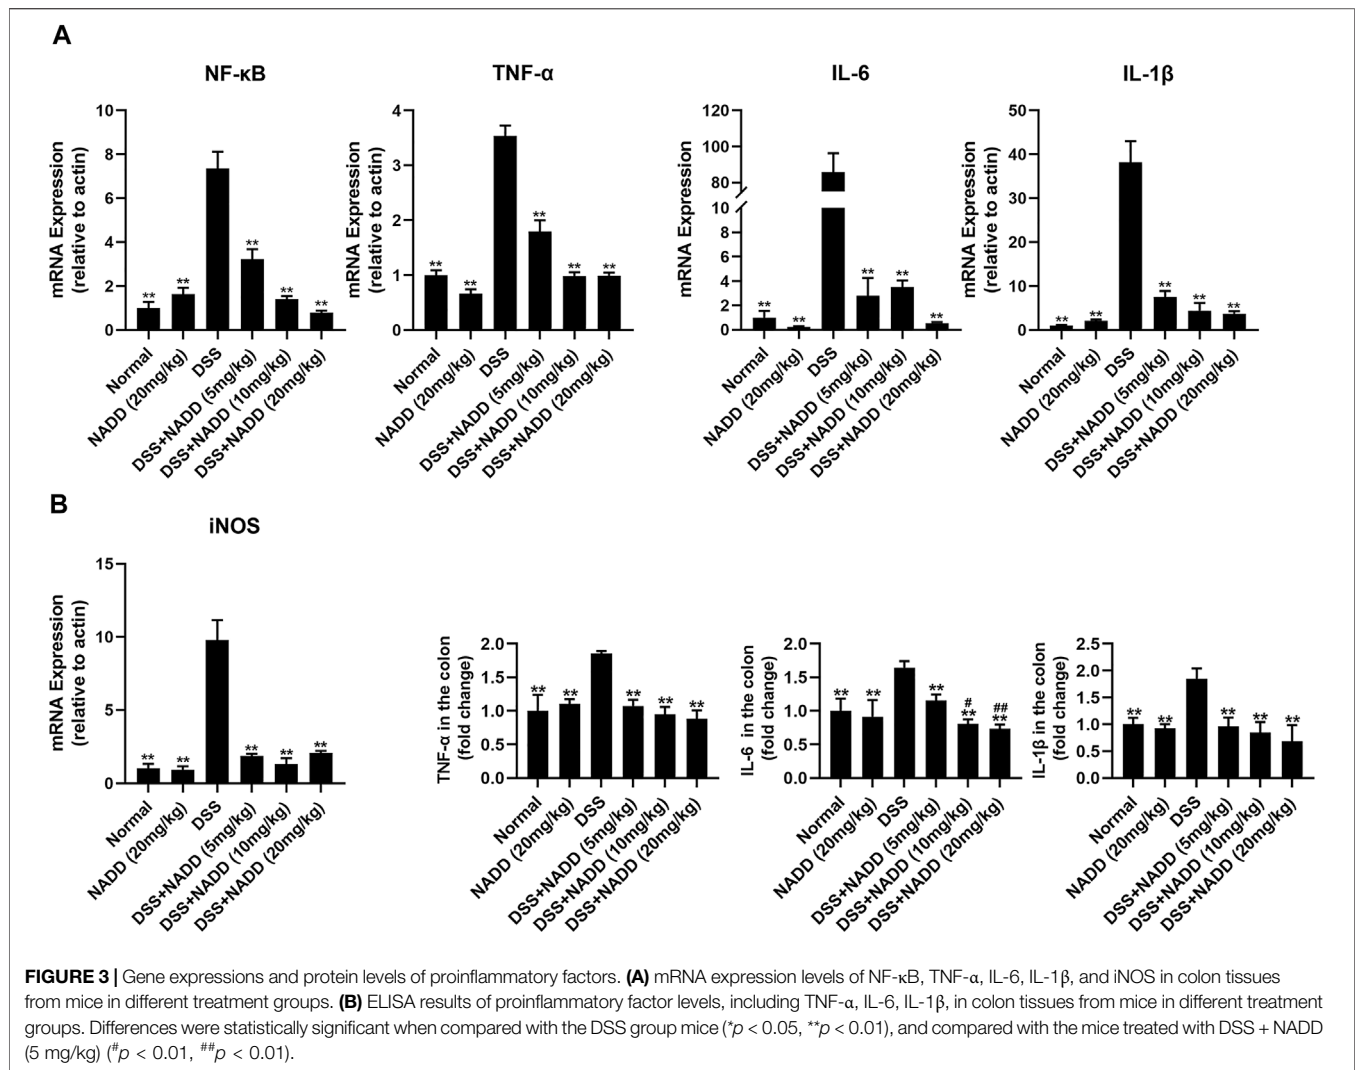 A
NF-κB
mRNA Expression
(relative to actin)
10
8
6
4
2
0
**
**
**
**
**
Normal
NADD (20mg/kg)
DSS
DSS+NADD (5mg/kg)
DSS+NADD (10mg/kg)
DSS+NADD (20mg/kg)
TNF-α
mRNA Expression
(relative to actin)
4
3
2
1
0
**
**
**
**
**
Normal
NADD (20mg/kg)
DSS
DSS+NADD (5mg/kg)
DSS+NADD (10mg/kg)
DSS+NADD (20mg/kg)
IL-6
mRNA Expression
120
100
80
10
8
6
4
2
0
**
**
**
**
**
Normal
NADD (20mg/kg)
DSS
DSS+NADD (5mg/kg)
DSS+NADD (10mg/kg)
DSS+NADD (20mg/kg)
IL-1β
mRNA Expression
(relative to actin)
50
40
30
20
10
0
**
**
**
**
**
Normal
NADD (20mg/kg)
DSS
DSS+NADD (5mg/kg)
DSS+NADD (10mg/kg)
DSS+NADD (20mg/kg)
B
iNOS
mRNA Expression
(relative to actin)
15
10
5
0
**
**
**
**
**
Normal
NADD (20mg/kg)
DSS
DSS+NADD (5mg/kg)
DSS+NADD (10mg/kg)
DSS+NADD (20mg/kg)
TNF-α in the colon
(fold change)
2.0
1.5
1.0
0.5
0.0
**
**
**
**
**
Normal
NADD (20mg/kg)
DSS
DSS+NADD (5mg/kg)
DSS+NADD (10mg/kg)
DSS+NADD (20mg/kg)
IL-6 in the colon
(fold change)
2.0
1.5
1.0
0.5
0.0
**
**
**
#
**
##
**
Normal
NADD (20mg/kg)
DSS
DSS+NADD (5mg/kg)
DSS+NADD (10mg/kg)
DSS+NADD (20mg/kg)
IL-1β in the colon
(fold change)
2.5
2.0
1.5
1.0
0.5
0.0
**
**
**
**
**
Normal
NADD (20mg/kg)
DSS
DSS+NADD (5mg/kg)
DSS+NADD (10mg/kg)
DSS+NADD (20mg/kg)
FIGURE 3 | Gene expressions and protein levels of proinflammatory factors. (A) mRNA expression levels of NF-κB, TNF-α, IL-6, IL-1β, and iNOS in colon tissues
from mice in different treatment groups. (B) ELISA results of proinflammatory factor levels, including TNF-α, IL-6, IL-1β, in colon tissues from mice in different treatment
groups. Differences were statistically significant when compared with the DSS group mice (*p < 0.05, **p < 0.01), and compared with the mice treated with DSS + NADD
(5 mg/kg) (#p < 0.01, ##p < 0.01).